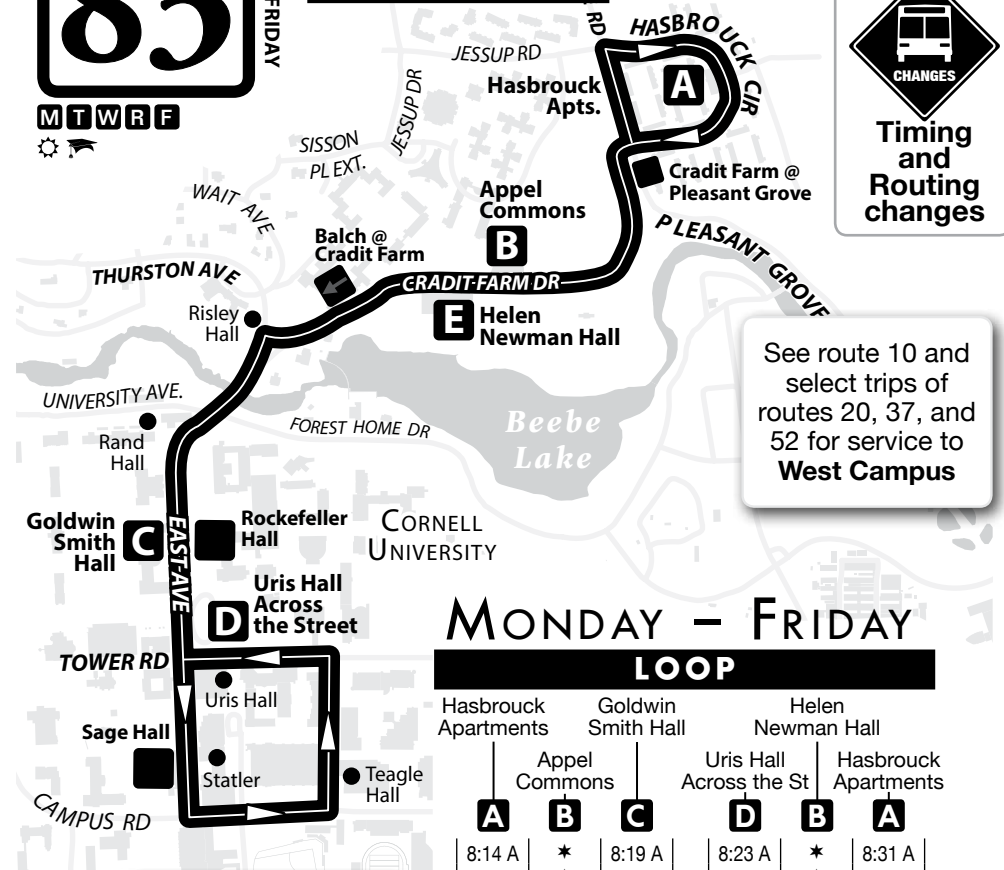 83
FRIDAY
M T W R F
RD
HASBROUCK CIR
JESSUP RD
Hasbrouck
Apts.
A
JESSUP DR
SISSON
PL EXT.
CHANGES
Timing
and
Routing
changes
Cradit Farm @
Pleasant Grove
WAIT AVE
Appel
Commons
B
PLEASANT GROVE
Balch @
Cradit Farm
THURSTON AVE
CRADIT FARM DR
Risley
Hall
E
Helen
Newman Hall
See route 10 and
select trips of
routes 20, 37, and
52 for service to
West Campus
UNIVERSITY AVE.
Rand
Hall
FOREST HOME DR
Beebe
Lake
Goldwin
Smith
Hall
C
EAST AVE
Rockefeller
Hall
CORNELL
UNIVERSITY
Uris Hall
Across
the Street
D
TOWER RD
Uris Hall
Sage Hall
Statler
Teagle
Hall
CAMPUS RD
MONDAY – FRIDAY
LOOP
Hasbrouck
Apartments
Goldwin
Smith Hall
Helen
Newman Hall
Appel
Commons
Uris Hall
Across the St
Hasbrouck
Apartments
A B C D B A
8:14 A ✶ 8:19 A 8:23 A ✶ 8:31 A